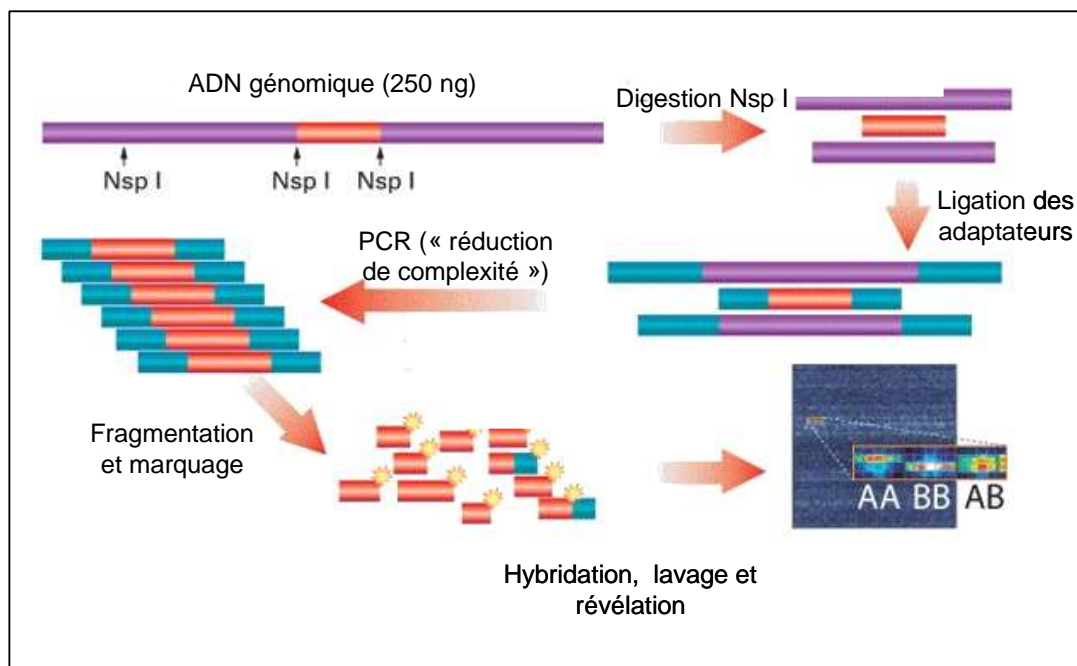 ADN génomique (250 ng)
Digestion Nsp I
Nsp I
Nsp I
Nsp I
Ligation des
adaptateurs
PCR (« réduction
de complexité »)
Fragmentation
et marquage
AA BB AB
Hybridation, lavage et
révélation